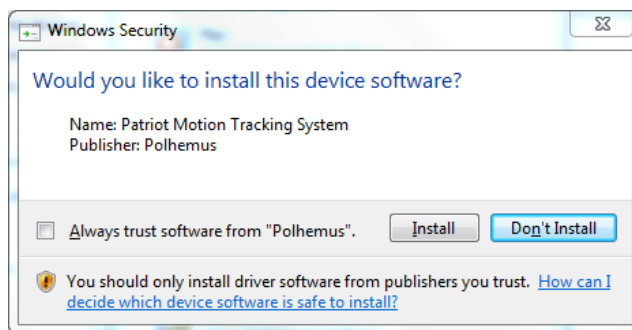 Windows Security
Would you like to install this device software?
Name: Patriot Motion Tracking System
Publisher: Polhemus
Always trust software from "Polhemus".
Install
Don't Install
You should only install driver software from publishers you trust. How can I
decide which device software is safe to install?